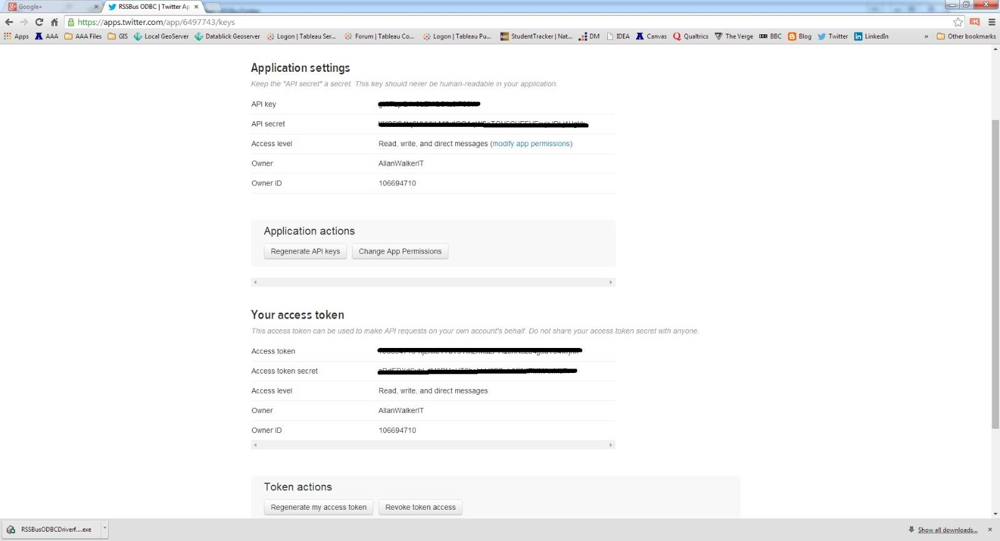 Google+
RSSBus ODBC | Twitter Ap
https://apps.twitter.com/app/6497743/keys
Apps AAA AAA Files GIS Local GeoServer Datablick Geoserver Logon | Tableau Ser... Forum | Tableau Co... Logon | Tableau Pu... StudentTracker | Nat... DM IDEA Canvas Qualtrics The Verge BBC Blog Twitter LinkedIn » Other bookmarks
Application settings
Keep the "API secret" a secret. This key should never be human-readable in your application.
API key
API secret
Access level Read, write, and direct messages (modify app permissions)
Owner AllanWalkerIT
Owner ID 106694710
Application actions
Regenerate API keys Change App Permissions
Your access token
This access token can be used to make API requests on your own account's behalf. Do not share your access token secret with anyone.
Access token
Access token secret
Access level Read, write, and direct messages
Owner AllanWalkerIT
Owner ID 106694710
Token actions
Regenerate my access token Revoke token access
RSSBusODBCDriverf....exe Show all downloads...